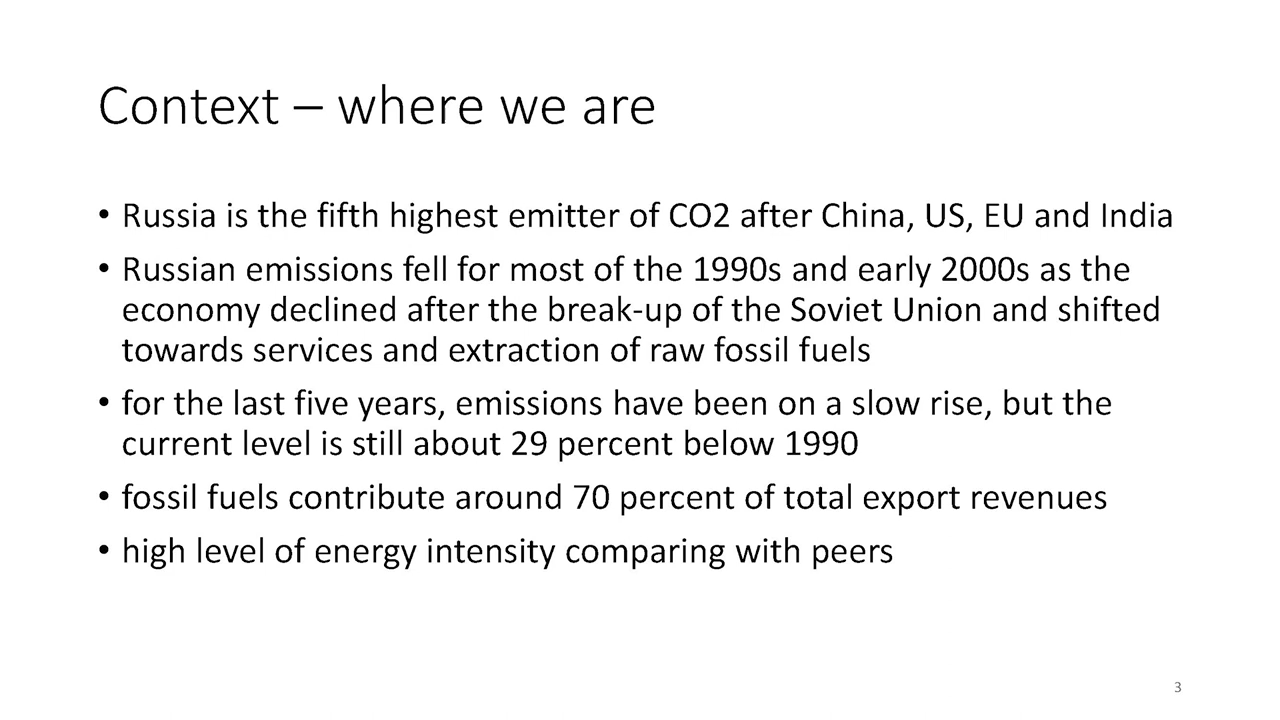 Context – where we are
• Russia is the fifth highest emitter of CO2 after China, US, EU and India
• Russian emissions fell for most of the 1990s and early 2000s as the
economy declined after the break-up of the Soviet Union and shifted
towards services and extraction of raw fossil fuels
• for the last five years, emissions have been on a slow rise, but the
current level is still about 29 percent below 1990
• fossil fuels contribute around 70 percent of total export revenues
• high level of energy intensity comparing with peers
3